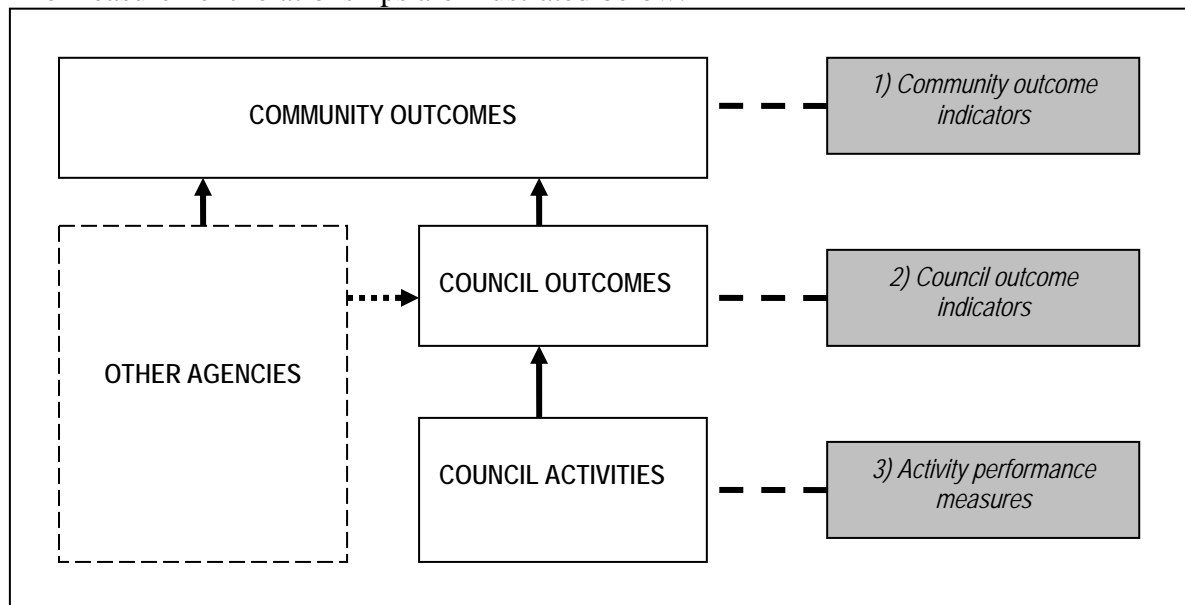 COMMUNITY OUTCOMES
1) Community outcome
indicators
COUNCIL OUTCOMES
2) Council outcome
indicators
OTHER AGENCIES
COUNCIL ACTIVITIES
3) Activity performance
measures